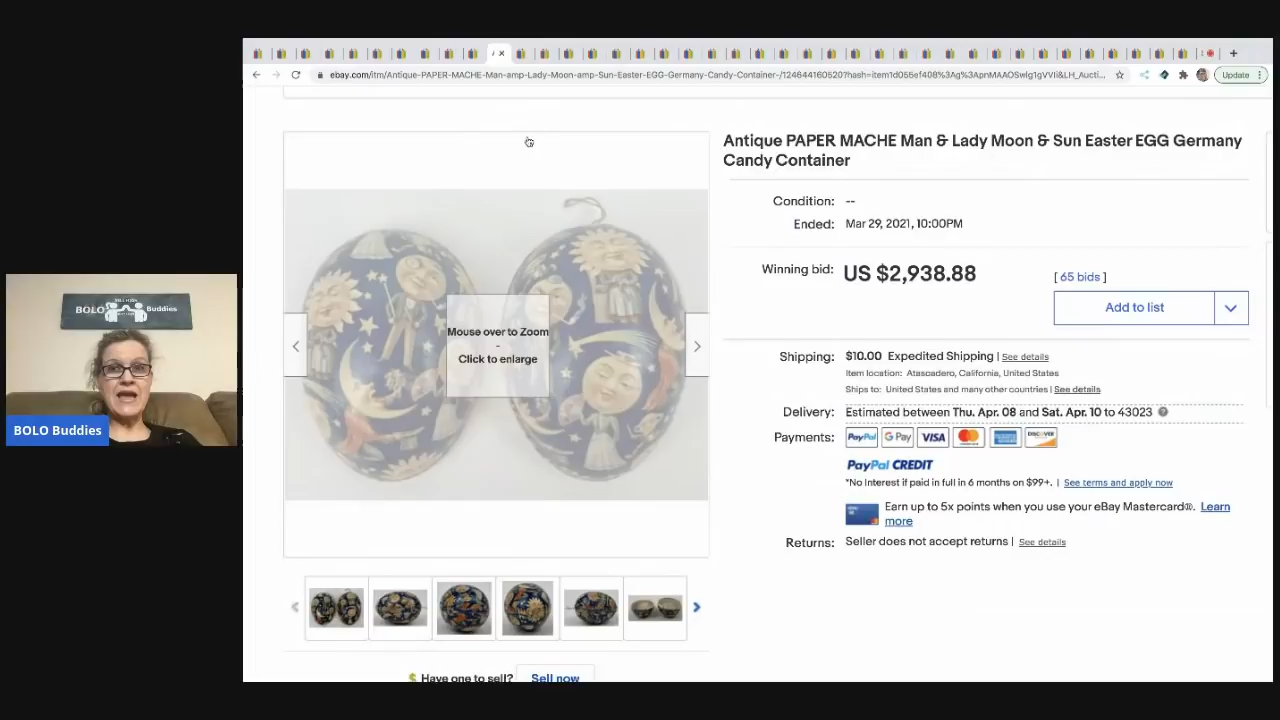 ebay.com/itm/Antique-PAPER-MACHE-Man-amp-Lady-Moon-amp-Sun-Easter-EGG-Germany-Candy-Container-/124644160520?hash=item1d055ef408%3Ag%3ApnMAAOSwlg1gVVli&LH_Aucti...
Update
Antique PAPER MACHE Man & Lady Moon & Sun Easter EGG Germany
Candy Container
Condition: --
Ended: Mar 29, 2021, 10:00PM
Winning bid: US $2,938.88 [ 65 bids ]
Add to list
Mouse over to Zoom
-
Click to enlarge
Shipping: $10.00 Expedited Shipping | See details
Item location: Atascadero, California, United States
Ships to: United States and many other countries | See details
Delivery: Estimated between Thu. Apr. 08 and Sat. Apr. 10 to 43023
Payments: PayPal G Pay VISA MasterCard DISCOVER
PayPal CREDIT
*No Interest if paid in full in 6 months on $99+. | See terms and apply now
Earn up to 5x points when you use your eBay Mastercard®. Learn
more
Returns: Seller does not accept returns | See details
$ Have one to sell? Sell now
BOLO Buddies
BOLO Buddies